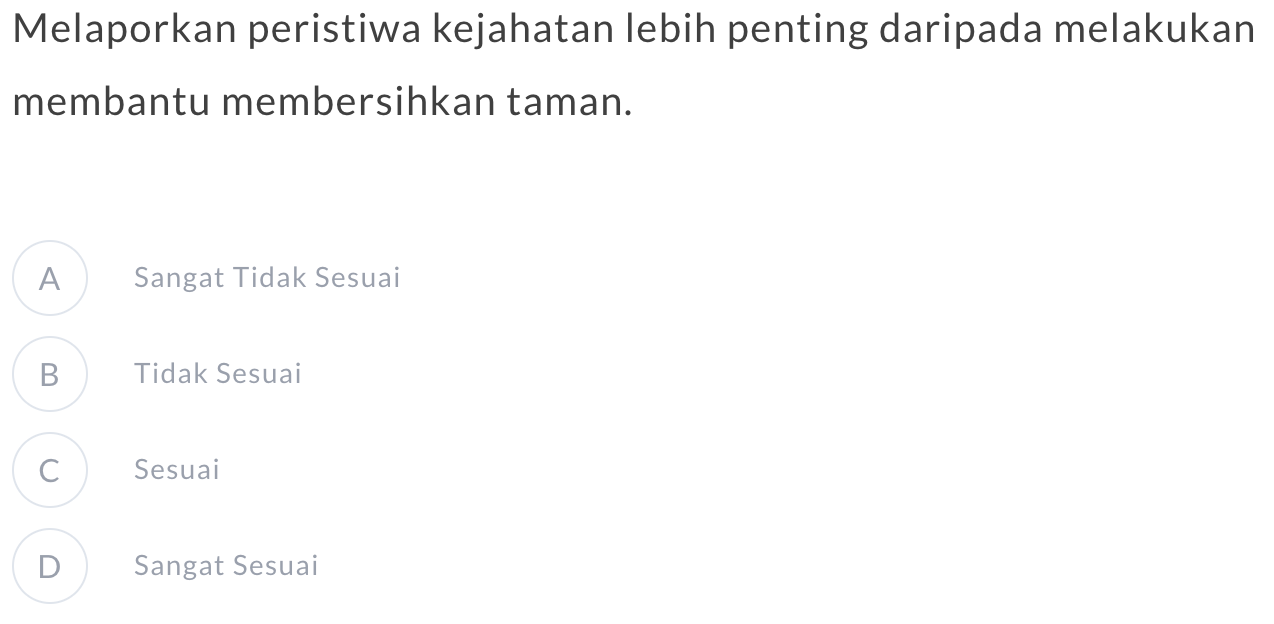 Melaporkan peristiwa kejahatan lebih penting daripada melakukan
membantu membersihkan taman.
A Sangat Tidak Sesuai
B Tidak Sesuai
C Sesuai
D Sangat Sesuai